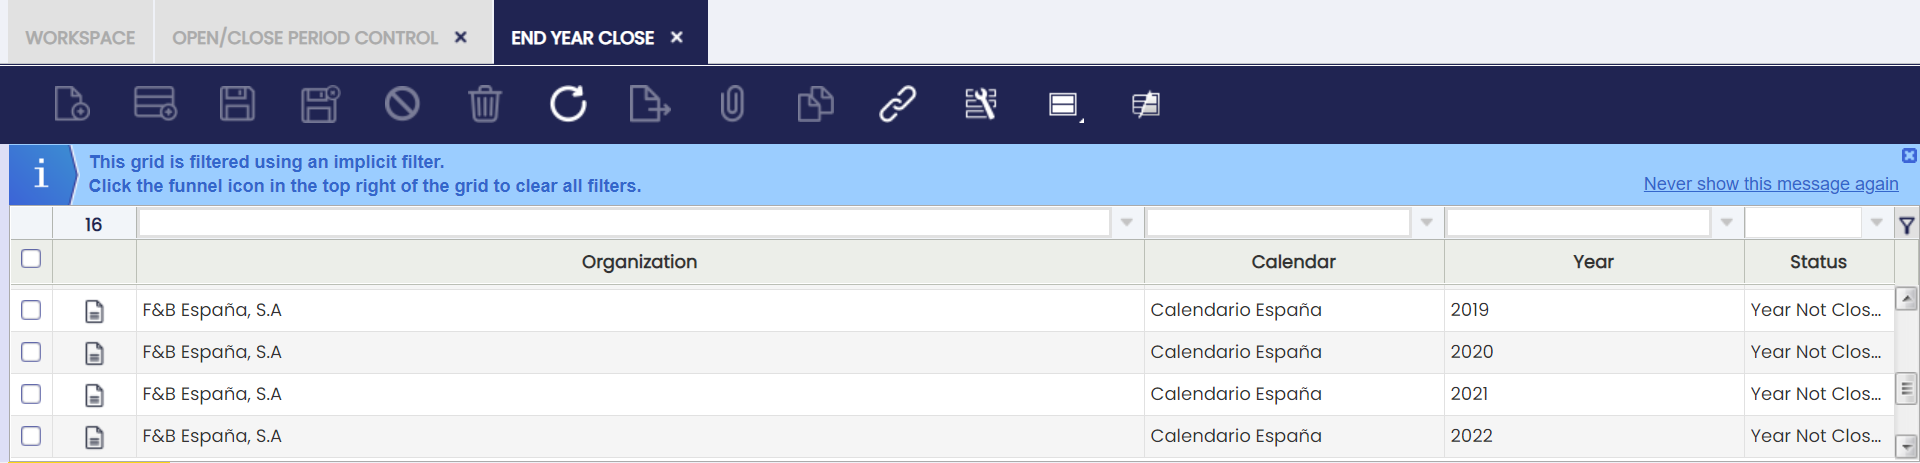 WORKSPACE OPEN/CLOSE PERIOD CONTROL END YEAR CLOSE
This grid is filtered using an implicit filter.
Click the funnel icon in the top right of the grid to clear all filters.
Never show this message again
16
Organization Calendar Year Status
F&B España, S.A Calendario España 2019 Year Not Clos...
F&B España, S.A Calendario España 2020 Year Not Clos...
F&B España, S.A Calendario España 2021 Year Not Clos...
F&B España, S.A Calendario España 2022 Year Not Clos...